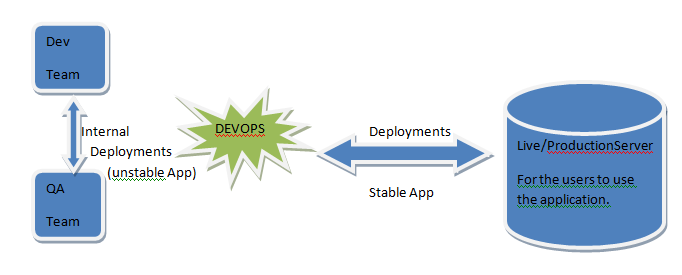 Dev
Team
Internal
Deployments
(unstable App)
QA
Team
DEVOPS
Deployments
Stable App
Live/ProductionServer
For the users to use
the application.